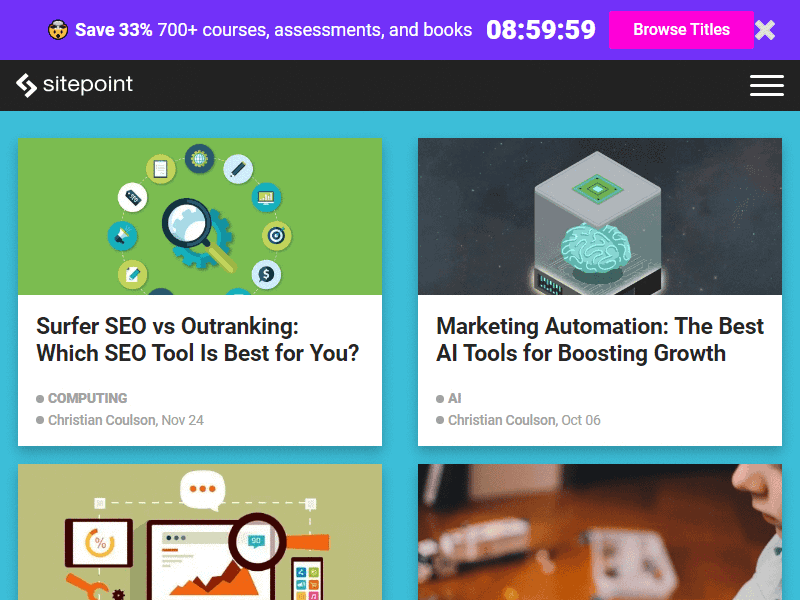 Save 33% 700+ courses, assessments, and books
08:59:59
Browse Titles
sitepoint
Surfer SEO vs Outranking:
Which SEO Tool Is Best for You?
COMPUTING
Christian Coulson, Nov 24
Marketing Automation: The Best
AI Tools for Boosting Growth
AI
Christian Coulson, Oct 06